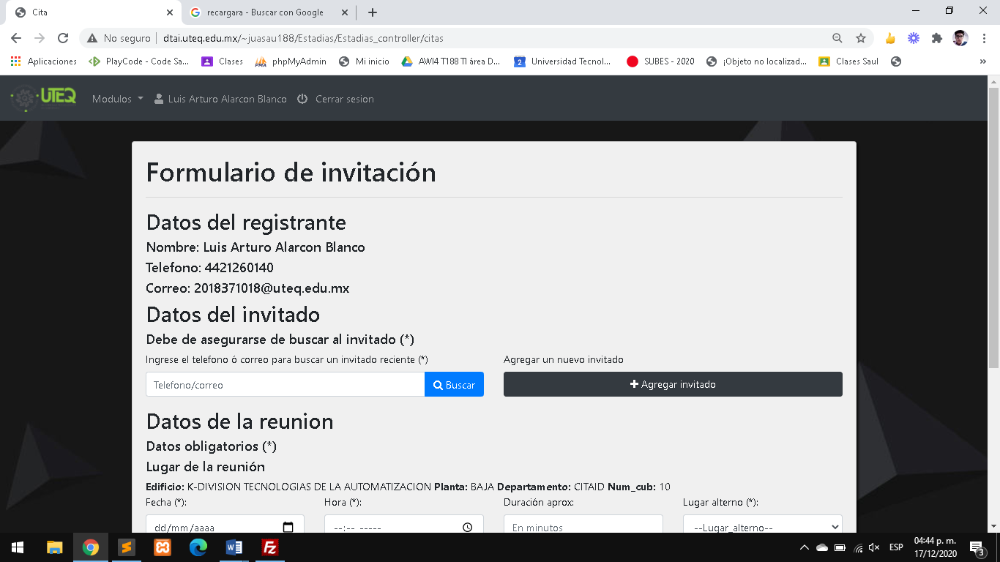 Cita
recargara - Buscar con Google
No seguro
dtai.uteq.edu.mx/~juasau188/Estadias/Estadias_controller/citas
Aplicaciones
PlayCode - Code Sa...
Clases
phpMyAdmin
Mi inicio
AWI4 T188 TI área D...
Universidad Tecnol...
SUBES - 2020
¡Objeto no localizad...
Clases Saul
»
UTEQ
Modulos
Luis Arturo Alarcon Blanco
Cerrar sesion
Formulario de invitación
Datos del registrante
Nombre: Luis Arturo Alarcon Blanco
Telefono: 4421260140
Correo: 2018371018@uteq.edu.mx
Datos del invitado
Debe de asegurarse de buscar al invitado (*)
Ingrese el telefono ó correo para buscar un invitado reciente (*)
Agregar un nuevo invitado
Telefono/correo
Buscar
Agregar invitado
Datos de la reunion
Datos obligatorios (*)
Lugar de la reunión
Edificio: K-DIVISION TECNOLOGIAS DE LA AUTOMATIZACION Planta: BAJA Departamento: CITAID Num_cub: 10
Fecha (*):
Hora (*):
Duración aprox:
Lugar alterno (*):
dd/mm/aaaa
--:-- -----
En minutos
--Lugar_alterno--
ESP
04:44 p. m.
17/12/2020
3